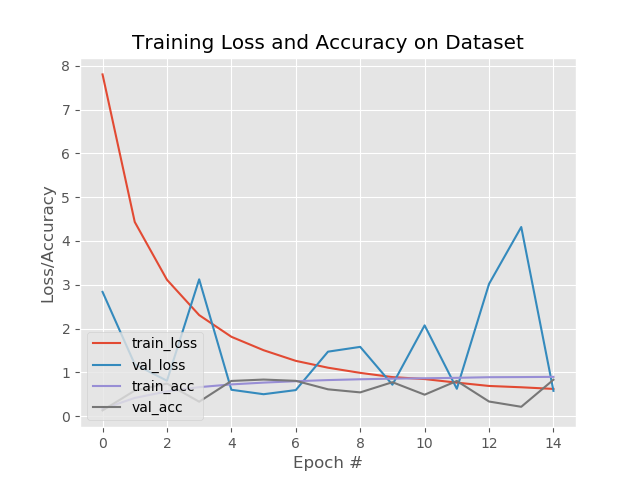 Training Loss and Accuracy on Dataset
8
7
6
5
4
3
2
1
0
Loss/Accuracy
train_loss
val_loss
train_acc
val_acc
0 2 4 6 8 10 12 14
Epoch #